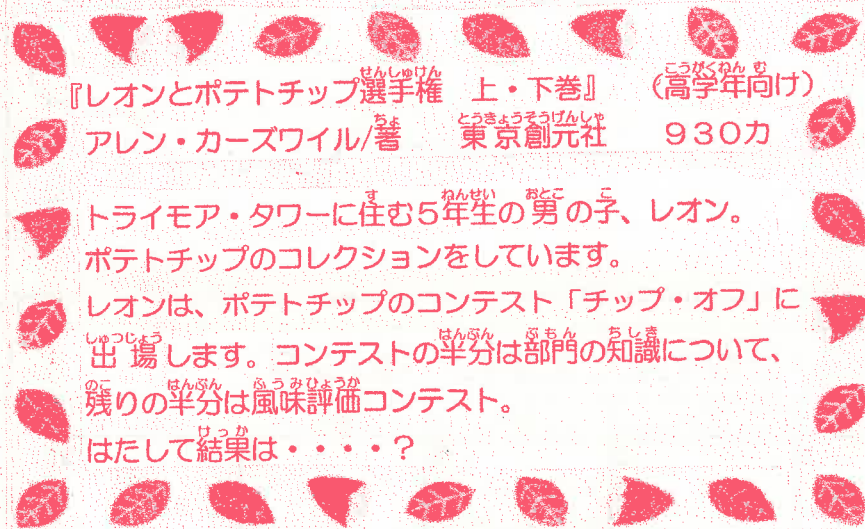 『レオンとポテトチップ選手権　上・下巻』　（高学年向け）
アレン・カーズワイル/著　東京創元社　９３０カ
トライモア・タワーに住む５年生の男の子、レオン。
ポテトチップのコレクションをしています。
レオンは、ポテトチップのコンテスト「チップ・オフ」に
出場します。コンテストの半分は部門の知識について、
残りの半分は風味評価コンテスト。
はたして結果は・・・・？